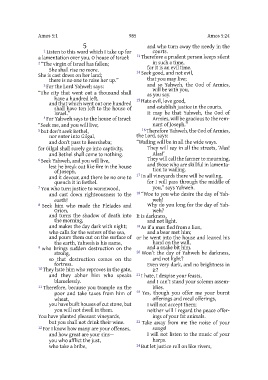 Amos 5:1
985
Amos 5:24
5
1 Listen to this word which I take up for
a lamentation over you, O house of Israel:
2 "The virgin of Israel has fallen;
She shall rise no more.
She is cast down on her land;
there is no one to raise her up."
3 For the Lord Yahweh says:
"The city that went out a thousand shall
have a hundred left,
and that which went out one hundred
shall have ten left to the house of
Israel."
4 For Yahweh says to the house of Israel:
"Seek me, and you will live;
5 but don't seek Bethel,
nor enter into Gilgal,
and don't pass to Beersheba;
for Gilgal shall surely go into captivity,
and Bethel shall come to nothing.
6 Seek Yahweh, and you will live,
lest he break out like fire in the house
of Joseph,
and it devour, and there be no one to
quench it in Bethel.
7 You who turn justice to wormwood,
and cast down righteousness to the
earth!
8 Seek him who made the Pleiades and
Orion,
and turns the shadow of death into
the morning,
and makes the day dark with night;
who calls for the waters of the sea,
and pours them out on the surface of
the earth, Yahweh is his name,
9 who brings sudden destruction on the
strong,
so that destruction comes on the
fortress.
10 They hate him who reproves in the gate,
and they abhor him who speaks
blamelessly.
11 Therefore, because you trample on the
poor and take taxes from him of
wheat,
you have built houses of cut stone, but
you will not dwell in them.
You have planted pleasant vineyards,
but you shall not drink their wine.
12 For I know how many are your offenses,
and how great are your sins—
you who afflict the just,
who take a bribe,
and who turn away the needy in the
courts.
13 Therefore a prudent person keeps silent
in such a time,
for it is an evil time.
14 Seek good, and not evil,
that you may live;
and so Yahweh, the God of Armies,
will be with you,
as you say.
15 Hate evil, love good,
and establish justice in the courts.
It may be that Yahweh, the God of
Armies, will be gracious to the remnant of Joseph."
16 Therefore Yahweh, the God of Armies,
the Lord, says:
"Wailing will be in all the wide ways.
They will say in all the streets, 'Alas!
Alas!'
They will call the farmer to mourning,
and those who are skillful in lamentation to wailing.
17 In all vineyards there will be wailing,
for I will pass through the middle of
you," says Yahweh.
18 "Woe to you who desire the day of Yahweh!
Why do you long for the day of Yahweh?
It is darkness,
and not light.
19 As if a man fled from a lion,
and a bear met him;
or he went into the house and leaned his
hand on the wall,
and a snake bit him.
20 Won't the day of Yahweh be darkness,
and not light?
Even very dark, and no brightness in
it?
21 I hate, I despise your feasts,
and I can't stand your solemn assemblies.
22 Yes, though you offer me your burnt
offerings and meal offerings,
I will not accept them;
neither will I regard the peace offerings of your fat animals.
23 Take away from me the noise of your
songs!
I will not listen to the music of your
harps.
24 But let justice roll on like rivers,